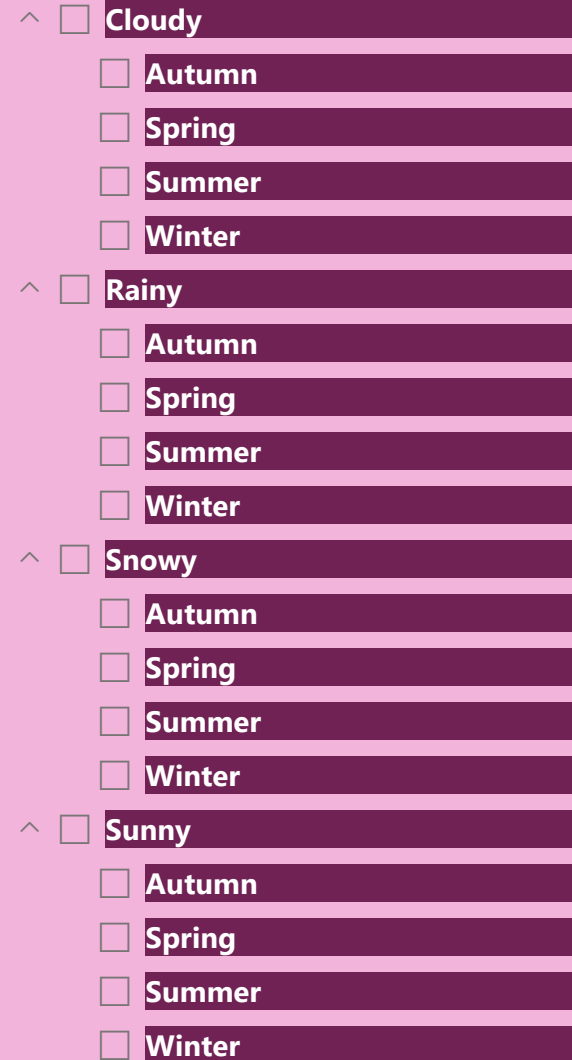 Cloudy
Autumn
Spring
Summer
Winter
Rainy
Autumn
Spring
Summer
Winter
Snowy
Autumn
Spring
Summer
Winter
Sunny
Autumn
Spring
Summer
Winter